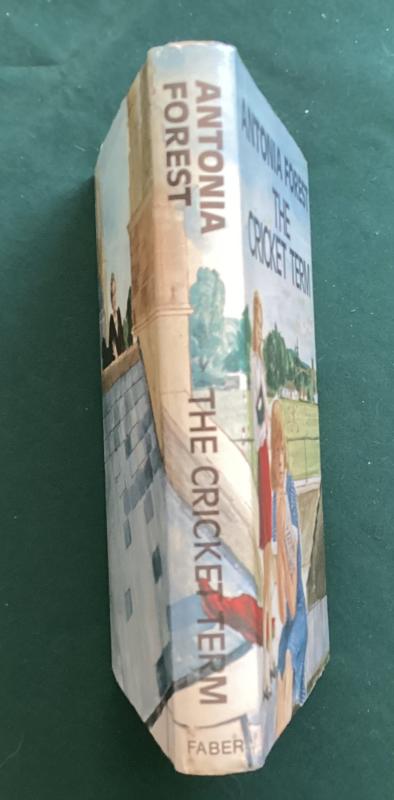 ANTONIA
FOREST
THE CRICKET TERM
FABER
ANTONIA FOREST
THE
CRICKET TERM